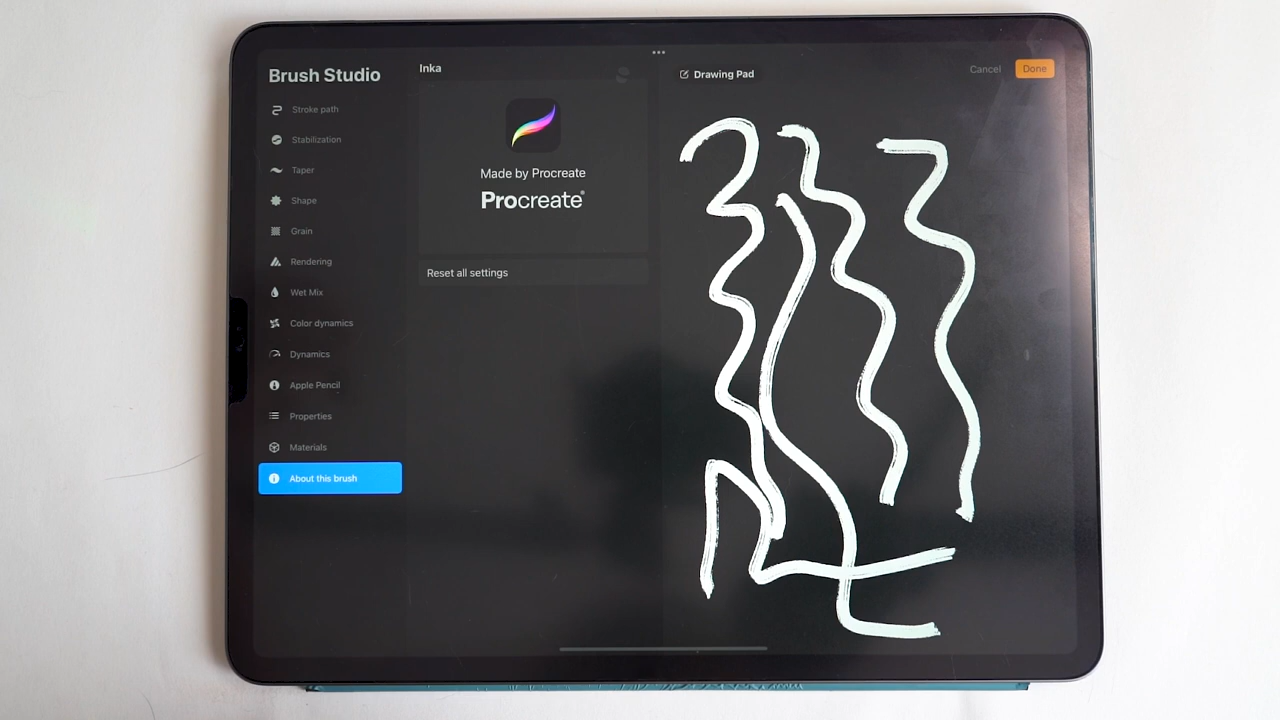 Brush Studio
Stroke path
Stabilization
Taper
Shape
Grain
Rendering
Wet Mix
Color dynamics
Dynamics
Apple Pencil
Properties
Materials
About this brush
Inka
Made by Procreate
Procreate®
Reset all settings
Drawing Pad
Cancel
Done